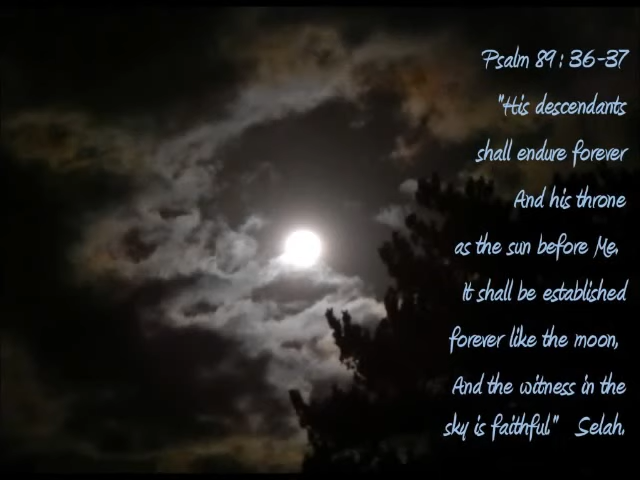 Psalm 89 : 36-37
"His descendants
shall endure forever
And his throne
as the sun before Me,
It shall be established
forever like the moon,
And the witness in the
sky is faithful" Selah.